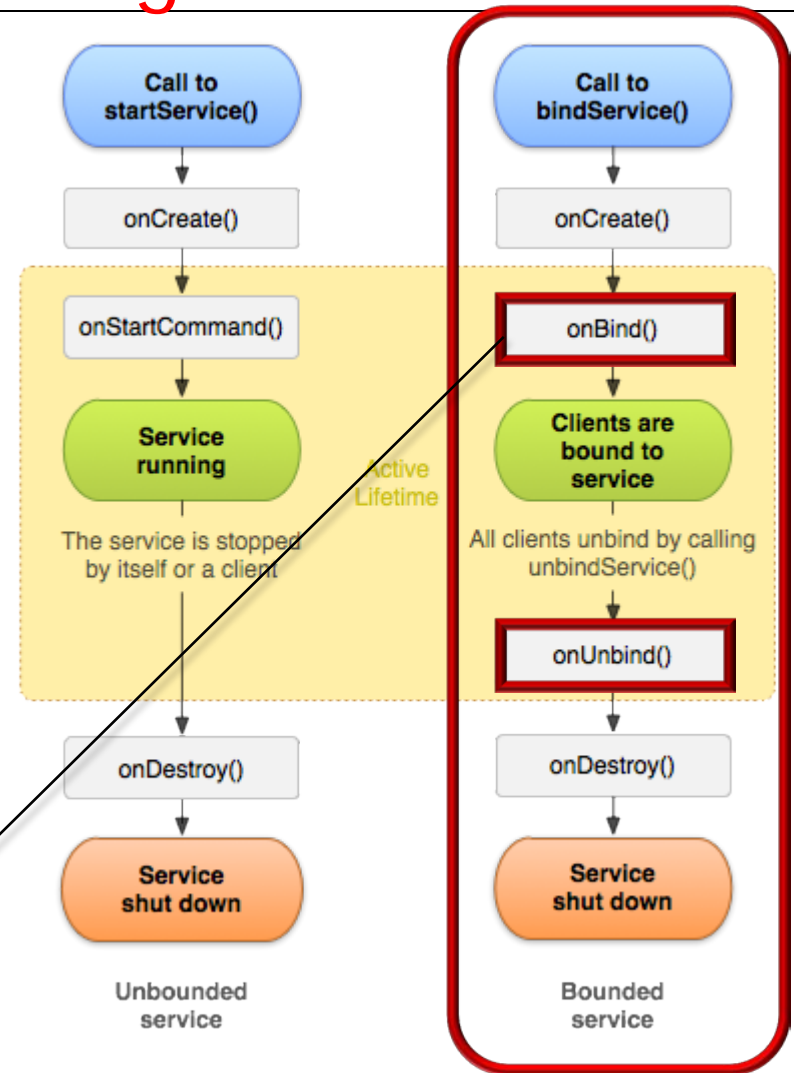 Call to
startService()
onCreate()
onStartCommand()
Service
running
The service is stopped
by itself or a client
onDestroy()
Service
shut down
Unbounded
service
Active
Lifetime
Call to
bindService()
onCreate()
onBind()
Clients are
bound to
service
All clients unbind by calling
unbindService()
onUnbind()
onDestroy()
Service
shut down
Bounded
service